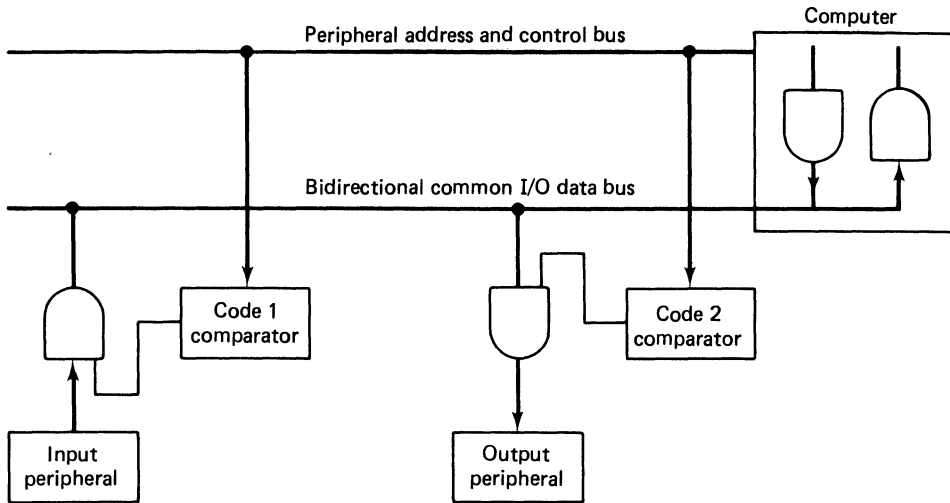 Computer
Peripheral address and control bus
Bidirectional common I/O data bus
Code 1
comparator
Code 2
comparator
Input
peripheral
Output
peripheral